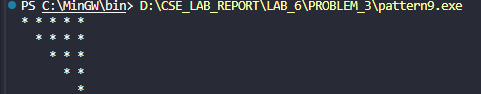 PS C:\MinGW\bin> D:\CSE_LAB_REPORT\LAB_6\PROBLEM_3\pattern9.exe
* * * * *
  * * * *
    * * *
      * *
        *